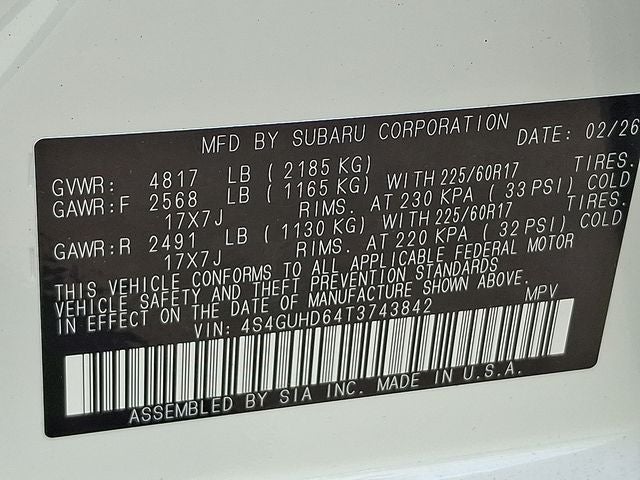 MFD BY SUBARU CORPORATION DATE: 02/26
GVWR: 4817 LB ( 2185 KG)
GAWR:F 2568 LB ( 1165 KG) WITH 225/60R17 TIRES.
17X7J RIMS. AT 230 KPA ( 33 PSI) COLD
GAWR:R 2491 LB ( 1130 KG) WITH 225/60R17 TIRES.
17X7J RIMS. AT 220 KPA ( 32 PSI) COLD
THIS VEHICLE CONFORMS TO ALL APPLICABLE FEDERAL MOTOR
VEHICLE SAFETY AND THEFT PREVENTION STANDARDS
IN EFFECT ON THE DATE OF MANUFACTURE SHOWN ABOVE.
VIN: 4S4GUHD64T3743842 MPV
ASSEMBLED BY SIA INC. MADE IN U.S.A.